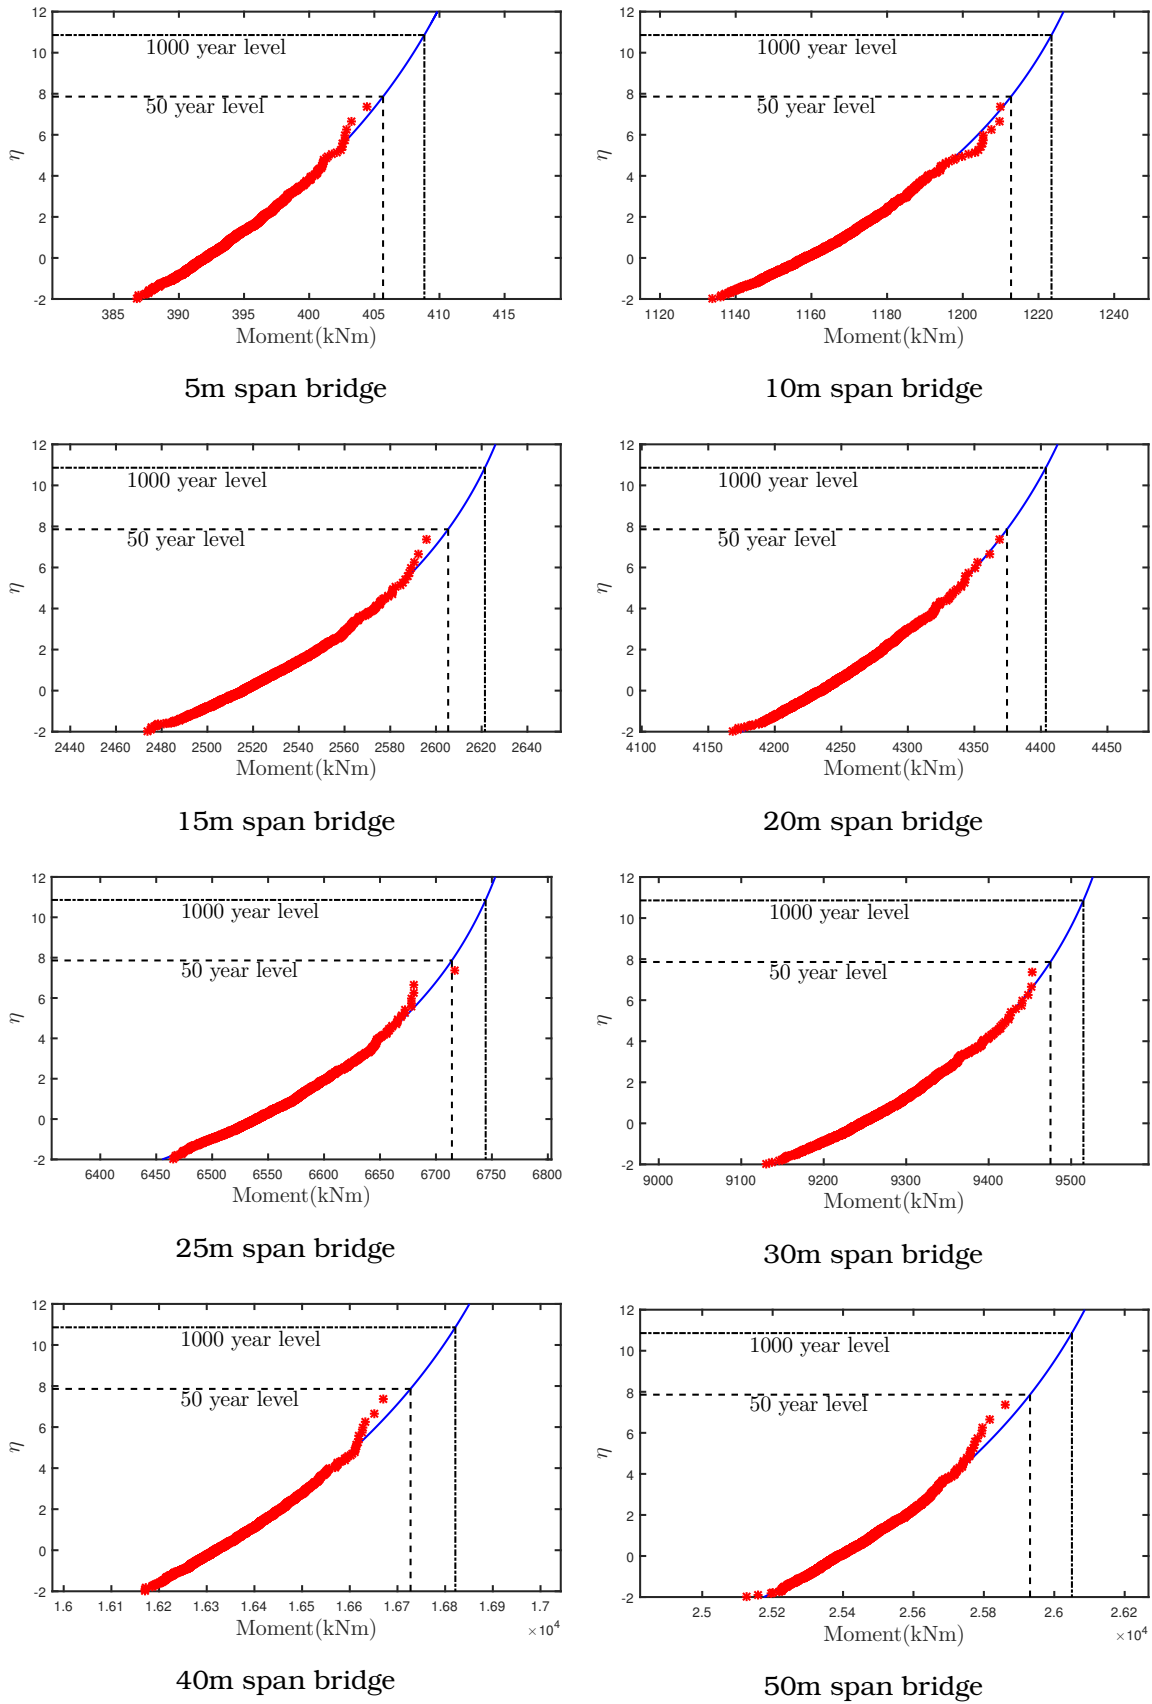 12
10
8
6
4
2
0
-2
η
1000 year level
50 year level
385 390 395 400 405 410 415
Moment(kNm)
5m span bridge
12
10
8
6
4
2
0
-2
η
1000 year level
50 year level
1120 1140 1160 1180 1200 1220 1240
Moment(kNm)
10m span bridge
12
10
8
6
4
2
0
-2
η
1000 year level
50 year level
2440 2460 2480 2500 2520 2540 2560 2580 2600 2620 2640
Moment(kNm)
15m span bridge
12
10
8
6
4
2
0
-2
η
1000 year level
50 year level
4100 4150 4200 4250 4300 4350 4400 4450
Moment(kNm)
20m span bridge
12
10
8
6
4
2
0
-2
η
1000 year level
50 year level
6400 6450 6500 6550 6600 6650 6700 6750 6800
Moment(kNm)
25m span bridge
12
10
8
6
4
2
0
-2
η
1000 year level
50 year level
9000 9100 9200 9300 9400 9500
Moment(kNm)
30m span bridge
12
10
8
6
4
2
0
-2
η
1000 year level
50 year level
1.6 1.61 1.62 1.63 1.64 1.65 1.66 1.67 1.68 1.69 1.7
×10⁴
Moment(kNm)
40m span bridge
12
10
8
6
4
2
0
-2
η
1000 year level
50 year level
2.5 2.52 2.54 2.56 2.58 2.6 2.62
×10⁴
Moment(kNm)
50m span bridge